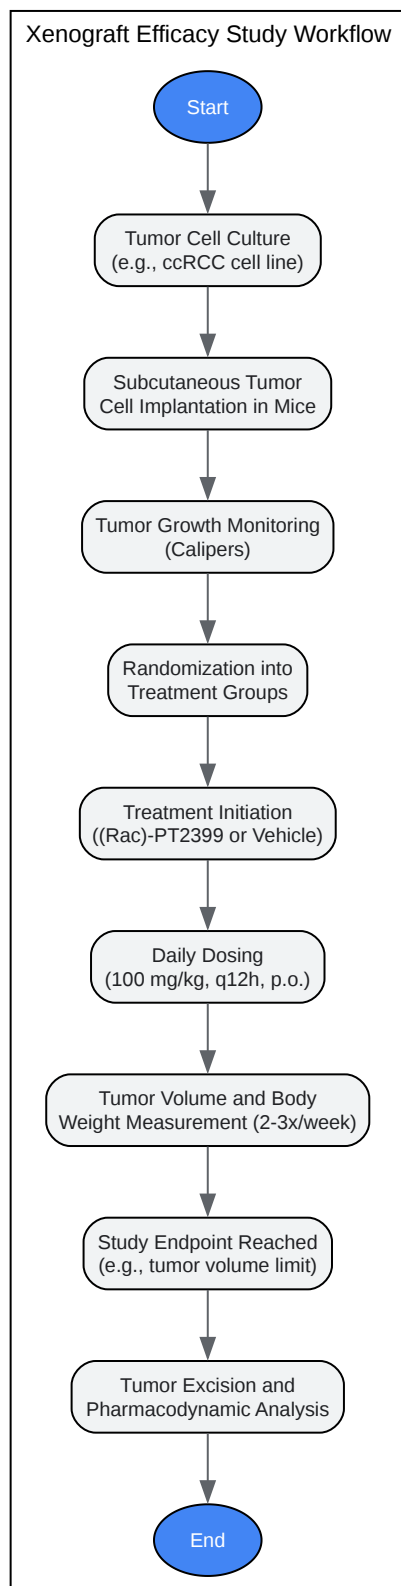 Xenograft Efficacy Study Workflow
Start
Tumor Cell Culture
(e.g., ccRCC cell line)
Subcutaneous Tumor
Cell Implantation in Mice
Tumor Growth Monitoring
(Calipers)
Randomization into
Treatment Groups
Treatment Initiation
((Rac)-PT2399 or Vehicle)
Daily Dosing
(100 mg/kg, q12h, p.o.)
Tumor Volume and Body
Weight Measurement (2-3x/week)
Study Endpoint Reached
(e.g., tumor volume limit)
Tumor Excision and
Pharmacodynamic Analysis
End